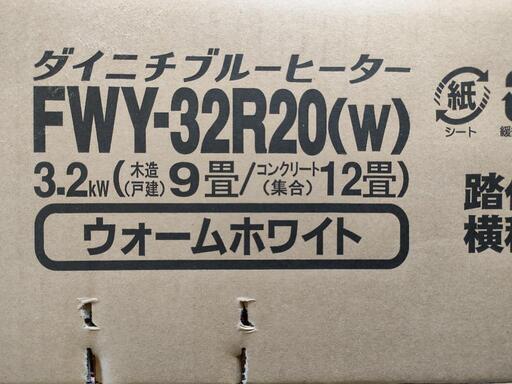 ダイニチブルーヒーター
FWY-32R20(W)
3.2kW(木造(戸建)9畳/コンクリート(集合)12畳)
ウォームホワイト
紙
シート
緩
踏
横